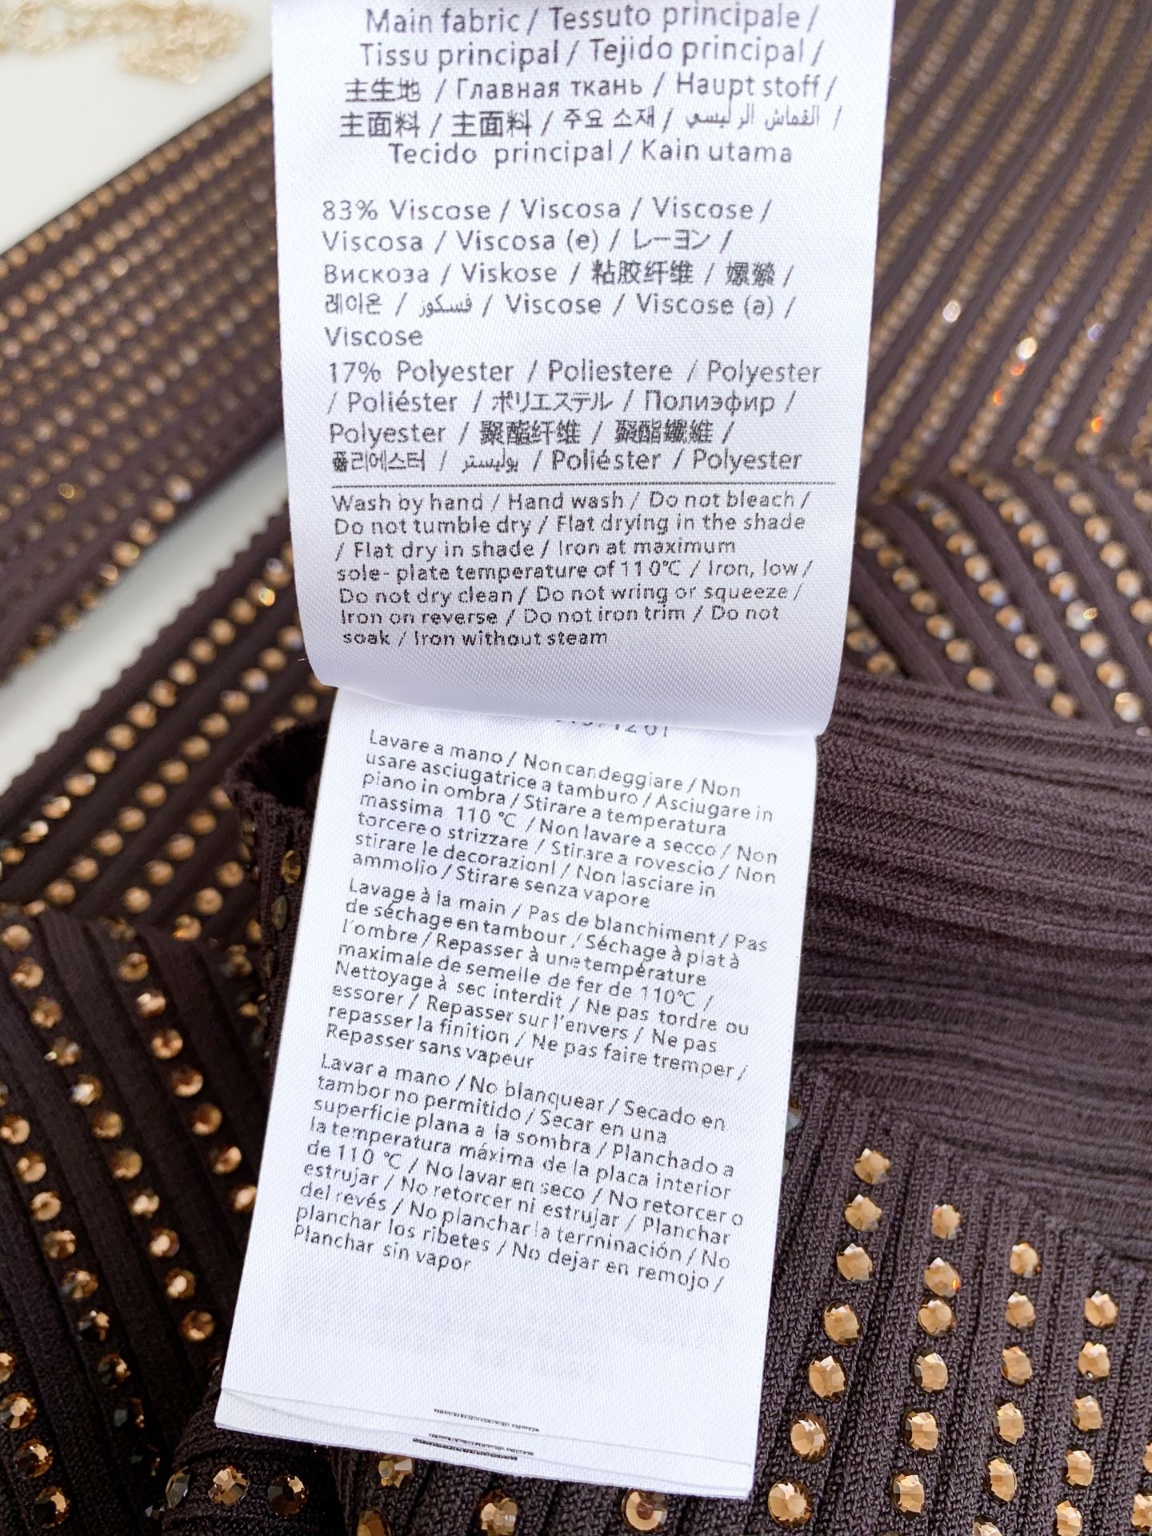 Main fabric / Tessuto principale /
Tissu principal / Tejido principal /
主生地 / Главная ткань / Haupt stoff /
主面料 / 主面料 / 주요 소재 / القماش الرئيسي /
Tecido principal / Kain utama
83% Viscose / Viscosa / Viscose /
Viscosa / Viscosa (e) / レーヨン /
Вискоза / Viskose / 粘胶纤维 / 嫘縈 /
레이온 / فسكوز / Viscose / Viscose (a) /
Viscose
17% Polyester / Poliestere / Polyester
/ Poliéster / ポリエステル / Полиэфир /
Polyester / 聚酯纤维 / 聚酯纖維 /
폴리에스터 / بوليستر / Poliéster / Polyester
Wash by hand / Hand wash / Do not bleach /
Do not tumble dry / Flat drying in the shade
/ Flat dry in shade / Iron at maximum
sole- plate temperature of 110℃ / Iron, low /
Do not dry clean / Do not wring or squeeze /
Iron on reverse / Do not iron trim / Do not
soak / Iron without steam
Lavare a mano / Non candeggiare / Non
usare asciugatrice a tamburo / Asciugare in
piano in ombra / Stirare a temperatura
massima 110 ℃ / Non lavare a secco / Non
torcere o strizzare / Stirare a rovescio / Non
stirare le decorazionl / Non lasciare in
ammolio / Stirare senza vapore
Lavage à la main / Pas de blanchiment / Pas
de séchage en tambour / Séchage à piat à
l'ombre / Repasser à une température
maximale de semelle de fer de 110℃ /
Nettoyage à sec interdit / Ne pas tordre ou
essorer / Repasser sur l'envers / Ne pas
repasser la finition / Ne pas faire tremper /
Repasser sans vapeur
Lavar a mano / No blanquear / Secado en
tambor no permitido / Secar en una
superficie plana a la sombra / Planchado a
la temperatura máxima de la placa interior
de 110 ℃ / No lavar en seco / No retorcer o
estrujar / No retorcer ni estrujar / Planchar
del revés / No planchar la terrninación / No
planchar los ribetes / No dejar en remojo /
Planchar sin vapor